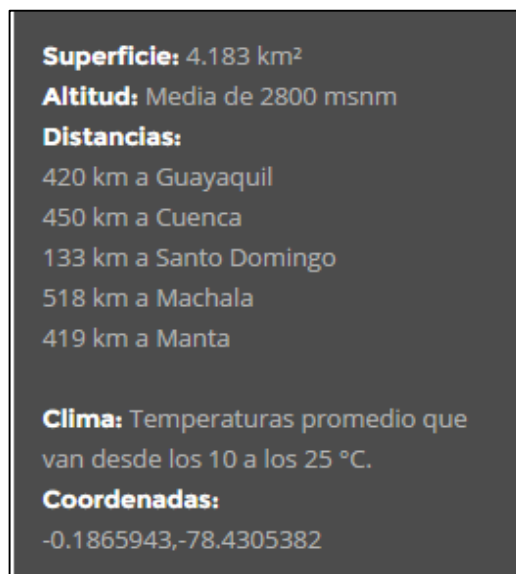 Superficie: 4.183 km²
Altitud: Media de 2800 msnm
Distancias:
420 km a Guayaquil
450 km a Cuenca
133 km a Santo Domingo
518 km a Machala
419 km a Manta
Clima: Temperaturas promedio que
van desde los 10 a los 25 °C.
Coordenadas:
-0.1865943,-78.4305382